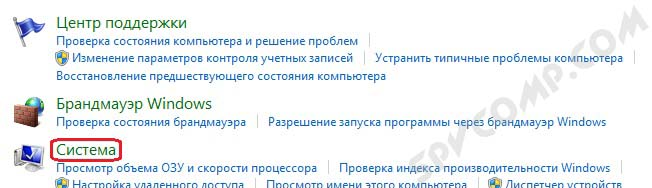 Центр поддержки
Проверка состояния компьютера и решение проблем
Изменение параметров контроля учетных записей Устранить типичные проблемы компьютера
Восстановление предшествующего состояния компьютера
Брандмауэр Windows
Проверка состояния брандмауэра Разрешение запуска программы через брандмауэр Windows
Система
Просмотр объема ОЗУ и скорости процессора Проверка индекса производительности Windows
Настройка удаленного доступа Просмотр имени этого компьютера Диспетчер устройств
SPYCOMP.COM